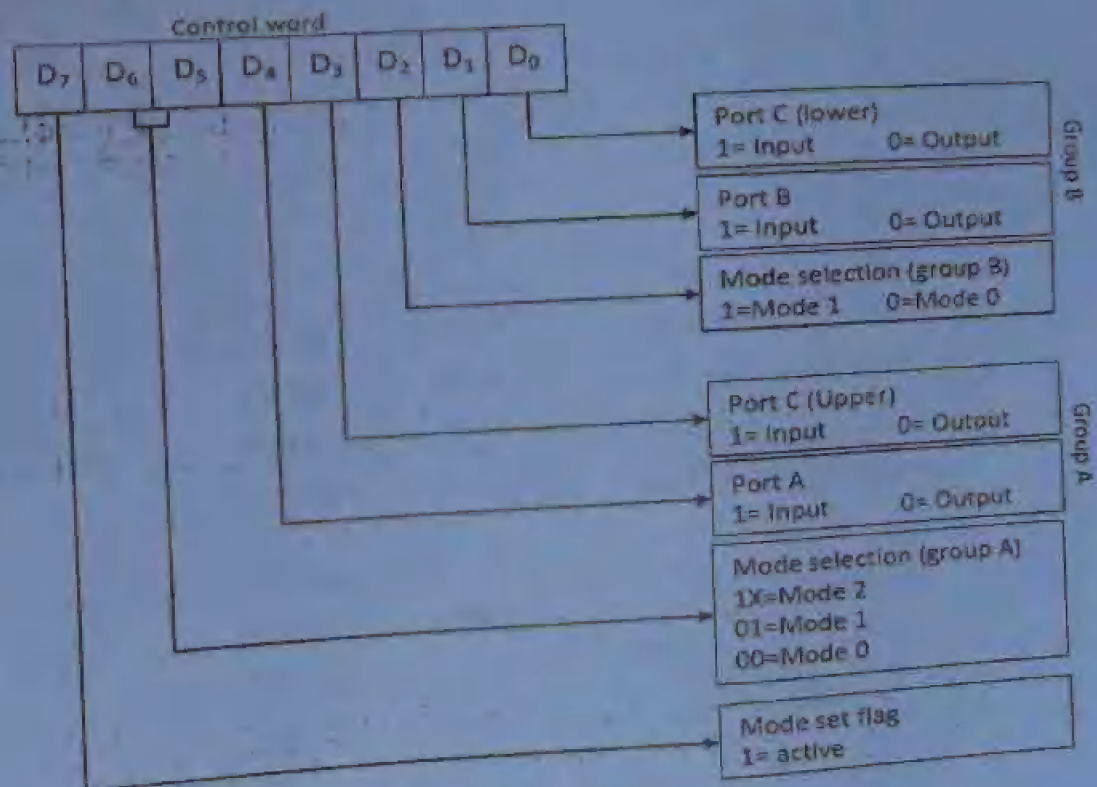 Control word
D7 D6 D5 D4 D3 D2 D1 D0
Port C (lower)
1= Input 0= Output
Port B
1= Input 0= Output
Mode selection (group B)
1=Mode 1 0=Mode 0
Group B
Port C (Upper)
1= Input 0= Output
Port A
1= Input 0= Output
Mode selection (group A)
1X=Mode 2
01=Mode 1
00=Mode 0
Group A
Mode set flag
1= active